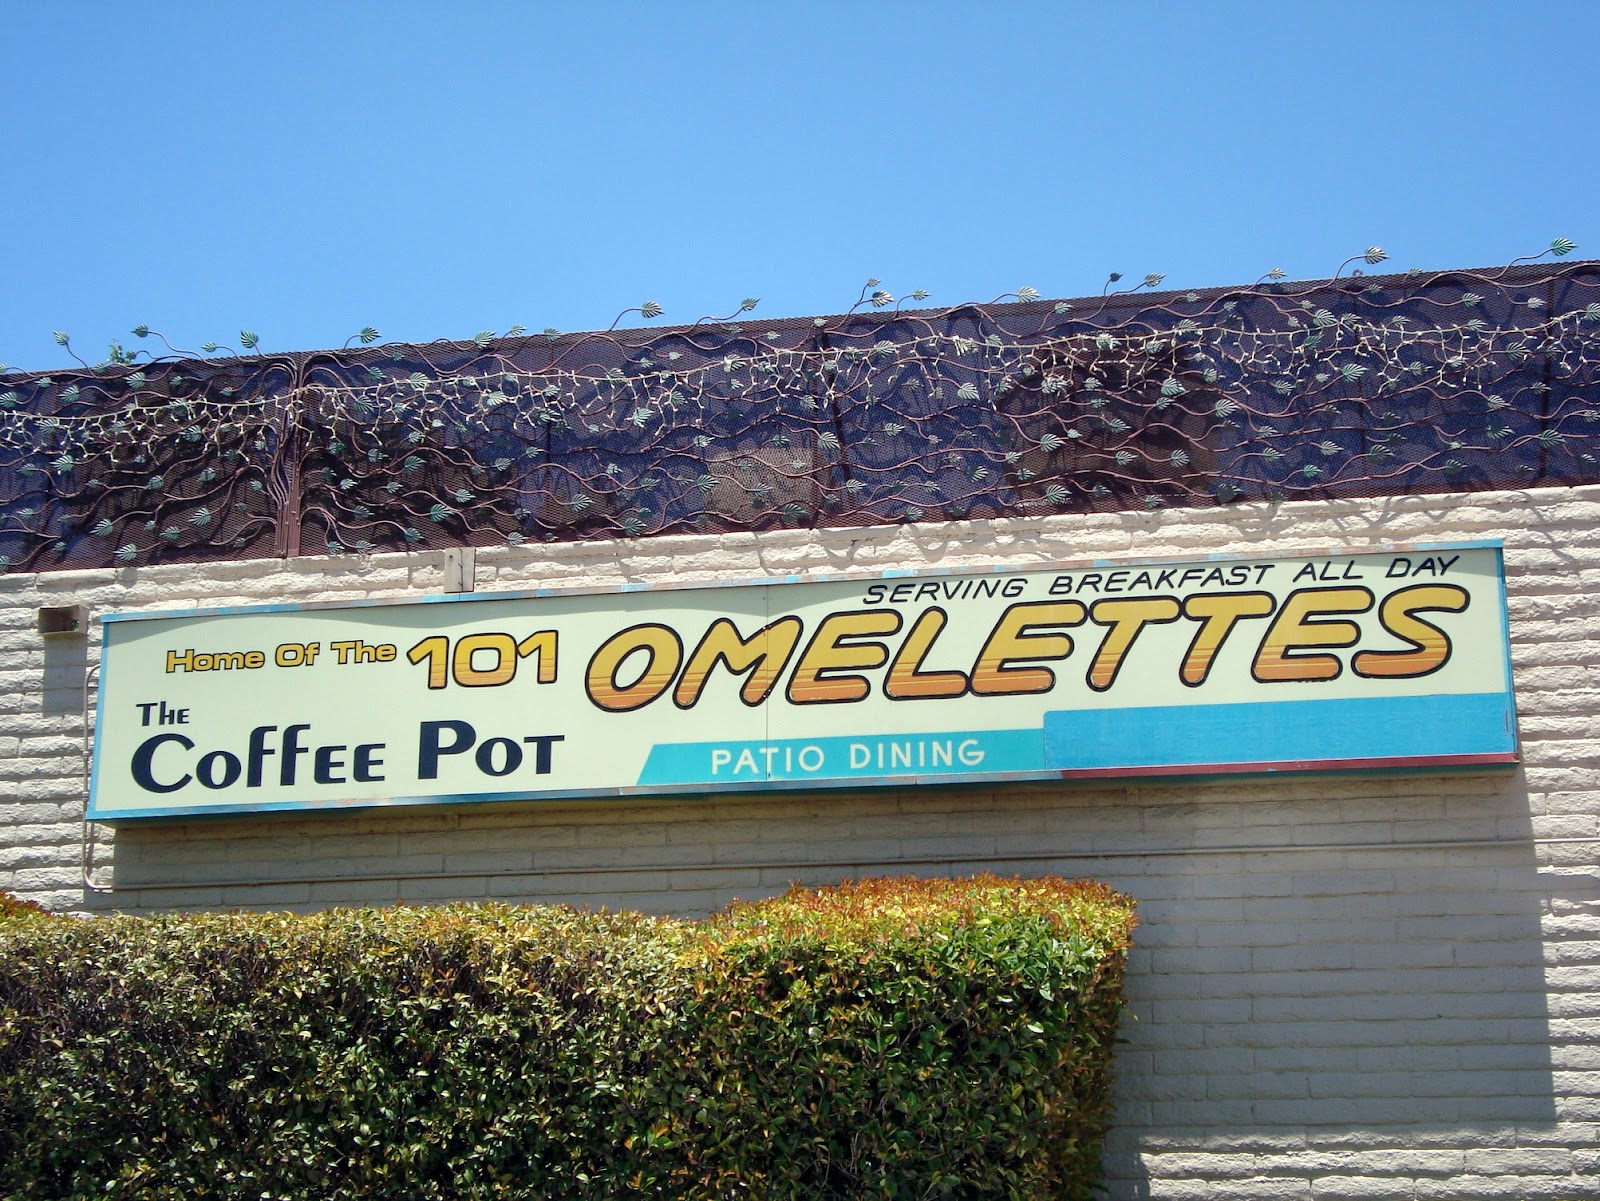 SERVING BREAKFAST ALL DAY
Home Of The 101 OMELETTES
The Coffee Pot
PATIO DINING